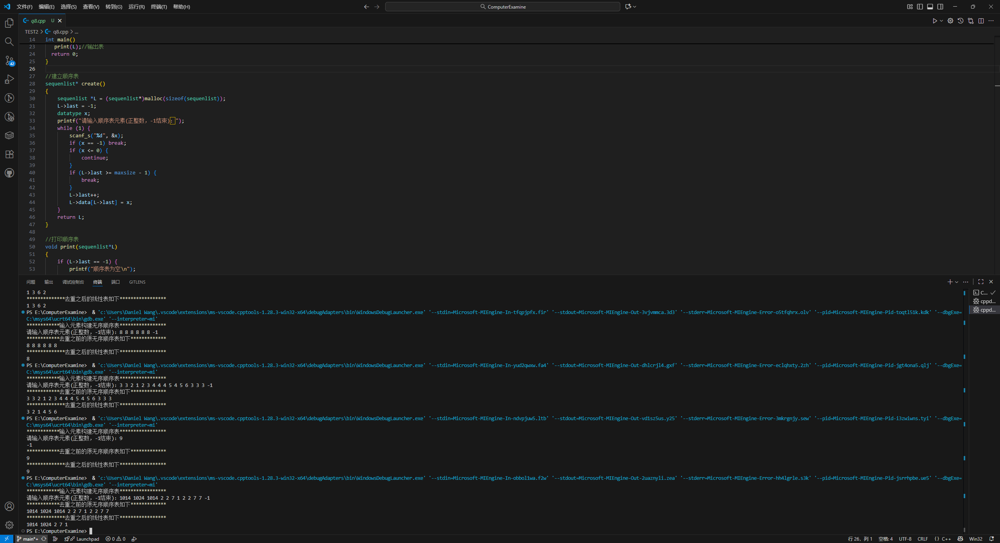 文件(F) 编辑(E) 选择(S) 查看(V) 转到(G) 运行(R) 终端(T) 帮助(H) ComputerExamine
q8.cpp U
TEST2 > q8.cpp > ...
14 int main()
23 print(L);//输出表
24 return 0;
25 }
26
27 //建立顺序表
28 sequenlist* create()
29 {
30 sequenlist *L = (sequenlist*)malloc(sizeof(sequenlist));
31 L->last = -1;
32 datatype x;
33 printf("请输入顺序表元素(正整数，-1结束)：");
34 while (1) {
35 scanf_s("%d", &x);
36 if (x == -1) break;
37 if (x <= 0) {
38 continue;
39 }
40 if (L->last >= maxsize - 1) {
41 break;
42 }
43 L->last++;
44 L->data[L->last] = x;
45 }
46 return L;
47 }
48
49 //打印顺序表
50 void print(sequenlist*L)
51 {
52 if (L->last == -1) {
53 printf("顺序表为空\n");
问题 输出 调试控制台 终端 端口 GITLENS
C...
cppd...
cppd...
1 3 6 2
**************去重之后的线性表如下*****************
1 3 6 2
PS E:\ComputerExamine> & 'c:\Users\Daniel Wang\.vscode\extensions\ms-vscode.cpptools-1.28.3-win32-x64\debugAdapters\bin\WindowsDebugLauncher.exe' '--stdin=Microsoft-MIEngine-In-tfqpjpfx.fir' '--stdout=Microsoft-MIEngine-Out-3vjvmmca.3d3' '--stderr=Microsoft-MIEngine-Error-o5tfqhrx.olv' '--pid=Microsoft-MIEngine-Pid-toqtl51k.kdk' '--dbgExe=
C:\msys64\ucrt64\bin\gdb.exe' '--interpreter=mi'
************输入元素构建无序顺序表*****************
请输入顺序表元素(正整数，-1结束)：8 8 8 8 8 8 -1
************去重之前的原无序顺序表如下*************
8 8 8 8 8 8
**************去重之后的线性表如下*****************
8
PS E:\ComputerExamine> & 'c:\Users\Daniel Wang\.vscode\extensions\ms-vscode.cpptools-1.28.3-win32-x64\debugAdapters\bin\WindowsDebugLauncher.exe' '--stdin=Microsoft-MIEngine-In-yud2qwxw.fa4' '--stdout=Microsoft-MIEngine-Out-dhlcrjl4.gxf' '--stderr=Microsoft-MIEngine-Error-eclqhxty.2zh' '--pid=Microsoft-MIEngine-Pid-jgt4ona5.qlj' '--dbgExe=
C:\msys64\ucrt64\bin\gdb.exe' '--interpreter=mi'
************输入元素构建无序顺序表*****************
请输入顺序表元素(正整数，-1结束)：3 3 2 1 2 3 4 4 4 5 4 5 6 3 3 3 -1
************去重之前的原无序顺序表如下*************
3 3 2 1 2 3 4 4 4 5 4 5 6 3 3 3
**************去重之后的线性表如下*****************
3 2 1 4 5 6
PS E:\ComputerExamine> & 'c:\Users\Daniel Wang\.vscode\extensions\ms-vscode.cpptools-1.28.3-win32-x64\debugAdapters\bin\WindowsDebugLauncher.exe' '--stdin=Microsoft-MIEngine-In-ndvpjuw5.ltb' '--stdout=Microsoft-MIEngine-Out-vd1sz5us.y25' '--stderr=Microsoft-MIEngine-Error-3mkrgnjy.sew' '--pid=Microsoft-MIEngine-Pid-i3zwiwns.tyi' '--dbgExe=
C:\msys64\ucrt64\bin\gdb.exe' '--interpreter=mi'
************输入元素构建无序顺序表*****************
请输入顺序表元素(正整数，-1结束)：9
-1
************去重之前的原无序顺序表如下*************
9
**************去重之后的线性表如下*****************
9
PS E:\ComputerExamine> & 'c:\Users\Daniel Wang\.vscode\extensions\ms-vscode.cpptools-1.28.3-win32-x64\debugAdapters\bin\WindowsDebugLauncher.exe' '--stdin=Microsoft-MIEngine-In-obbol1wa.f2w' '--stdout=Microsoft-MIEngine-Out-2uaznyli.zea' '--stderr=Microsoft-MIEngine-Error-hh4lgrle.s3k' '--pid=Microsoft-MIEngine-Pid-jsrrhpbe.ue5' '--dbgExe=
C:\msys64\ucrt64\bin\gdb.exe' '--interpreter=mi'
************输入元素构建无序顺序表*****************
请输入顺序表元素(正整数，-1结束)：1014 1024 1014 2 2 7 1 2 2 7 7 -1
************去重之前的原无序顺序表如下*************
1014 1024 1014 2 2 7 1 2 2 7 7
**************去重之后的线性表如下*****************
1014 1024 2 7 1
PS E:\ComputerExamine>
42
main*+ Launchpad 0 0 行 26，列 1 空格: 4 UTF-8 CRLF {} C++ Win32